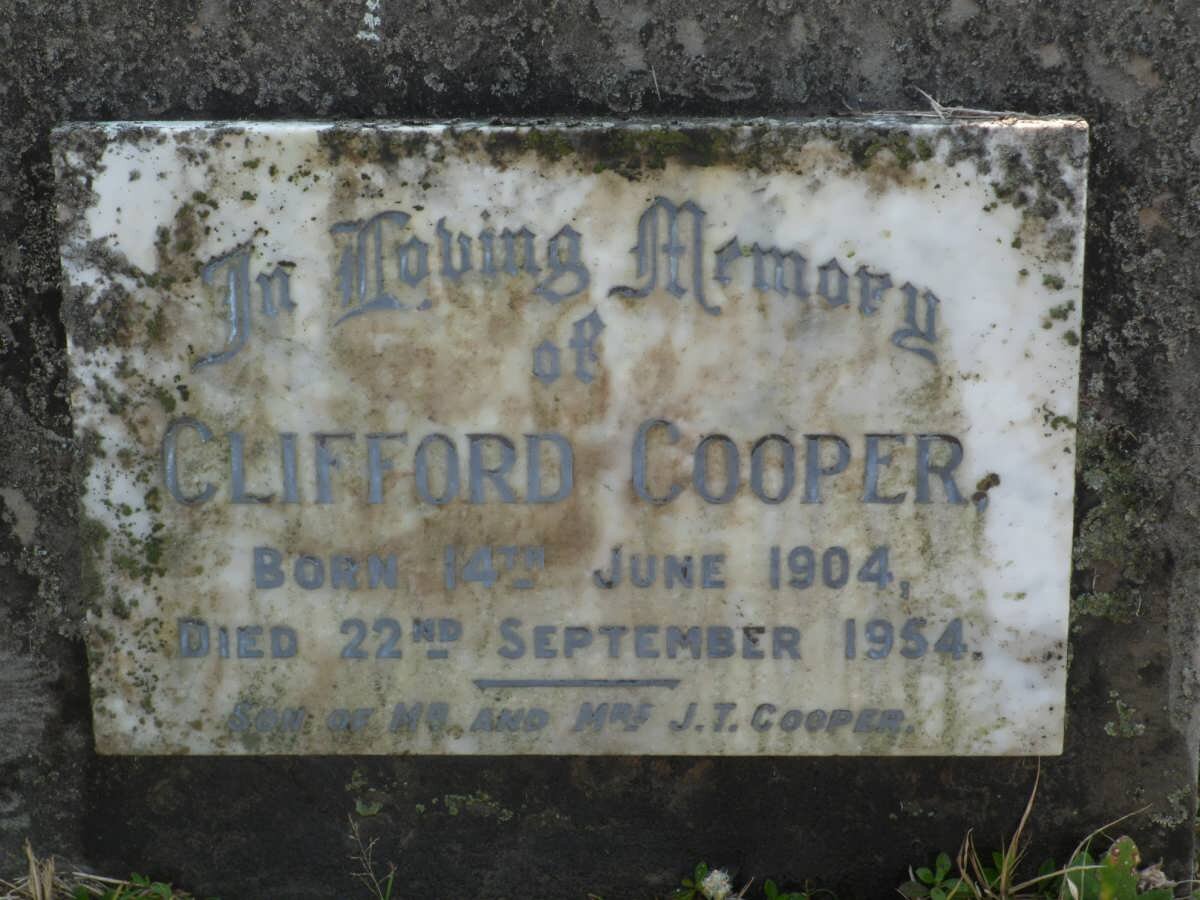 In Loving Memory
of
CLIFFORD COOPER,
BORN 14TH JUNE 1904,
DIED 22ND SEPTEMBER 1954.
SON OF MR. AND MRS J.T. COOPER.